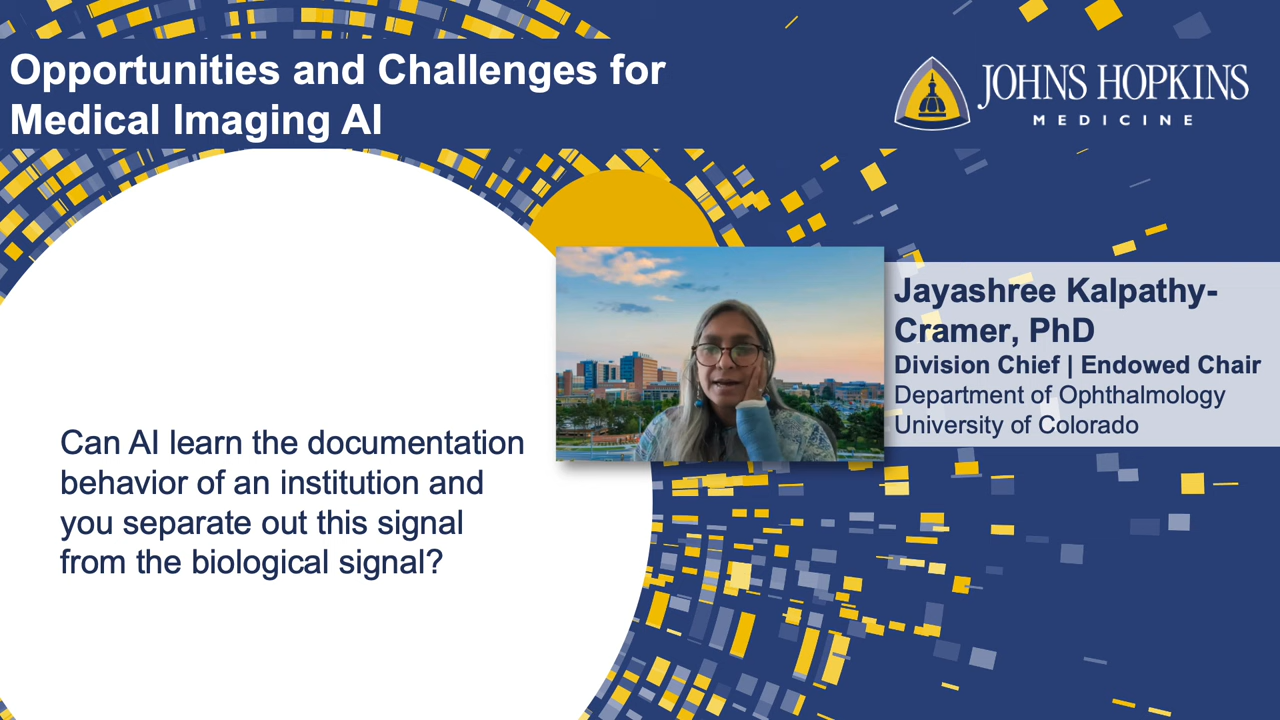 Opportunities and Challenges for
Medical Imaging AI
JOHNS HOPKINS
MEDICINE
Jayashree Kalpathy-
Cramer, PhD
Division Chief | Endowed Chair
Department of Ophthalmology
University of Colorado
Can AI learn the documentation
behavior of an institution and
you separate out this signal
from the biological signal?